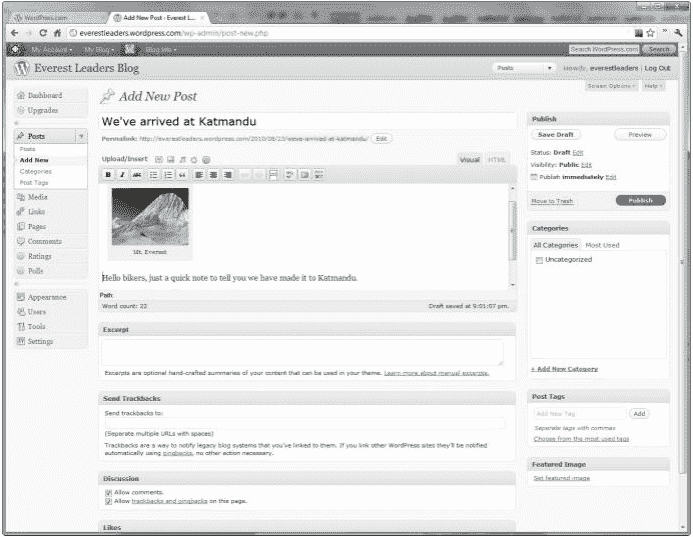 WordPress.com
Add New Post ‹ Everest L
everestleaders.wordpress.com/wp-admin/post-new.php
My Account
My Blog
Blog Info
Search WordPress.com
Search
Everest Leaders Blog
Posts
Howdy, everestleaders | Log Out
Screen Options
Help
Dashboard
Upgrades
Posts
Posts
Add New
Categories
Post Tags
Media
Links
Pages
Comments
Ratings
Polls
Appearance
Users
Tools
Settings
Add New Post
We've arrived at Katmandu
Permalink: http://everestleaders.wordpress.com/2010/08/23/weve-arrived-at-katmandu/ Edit
Upload/Insert
Visual
HTML
B I ABC
Mt. Everest
Hello bikers, just a quick note to tell you we have made it to Katmandu.
Path:
Word count: 22
Draft saved at 9:01:07 pm.
Excerpt
Excerpts are optional hand-crafted summaries of your content that can be used in your theme. Learn more about manual excerpts.
Send Trackbacks
Send trackbacks to:
(Separate multiple URLs with spaces)
Trackbacks are a way to notify legacy blog systems that you've linked to them. If you link other WordPress sites they'll be notified
automatically using pingbacks, no other action necessary.
Discussion
Allow comments.
Allow trackbacks and pingbacks on this page.
Likes
Publish
Save Draft
Preview
Status: Draft Edit
Visibility: Public Edit
Publish immediately Edit
Move to Trash
Publish
Categories
All Categories
Most Used
Uncategorized
+ Add New Category
Post Tags
Add New Tag
Add
Separate tags with commas
Choose from the most used tags
Featured Image
Set featured image